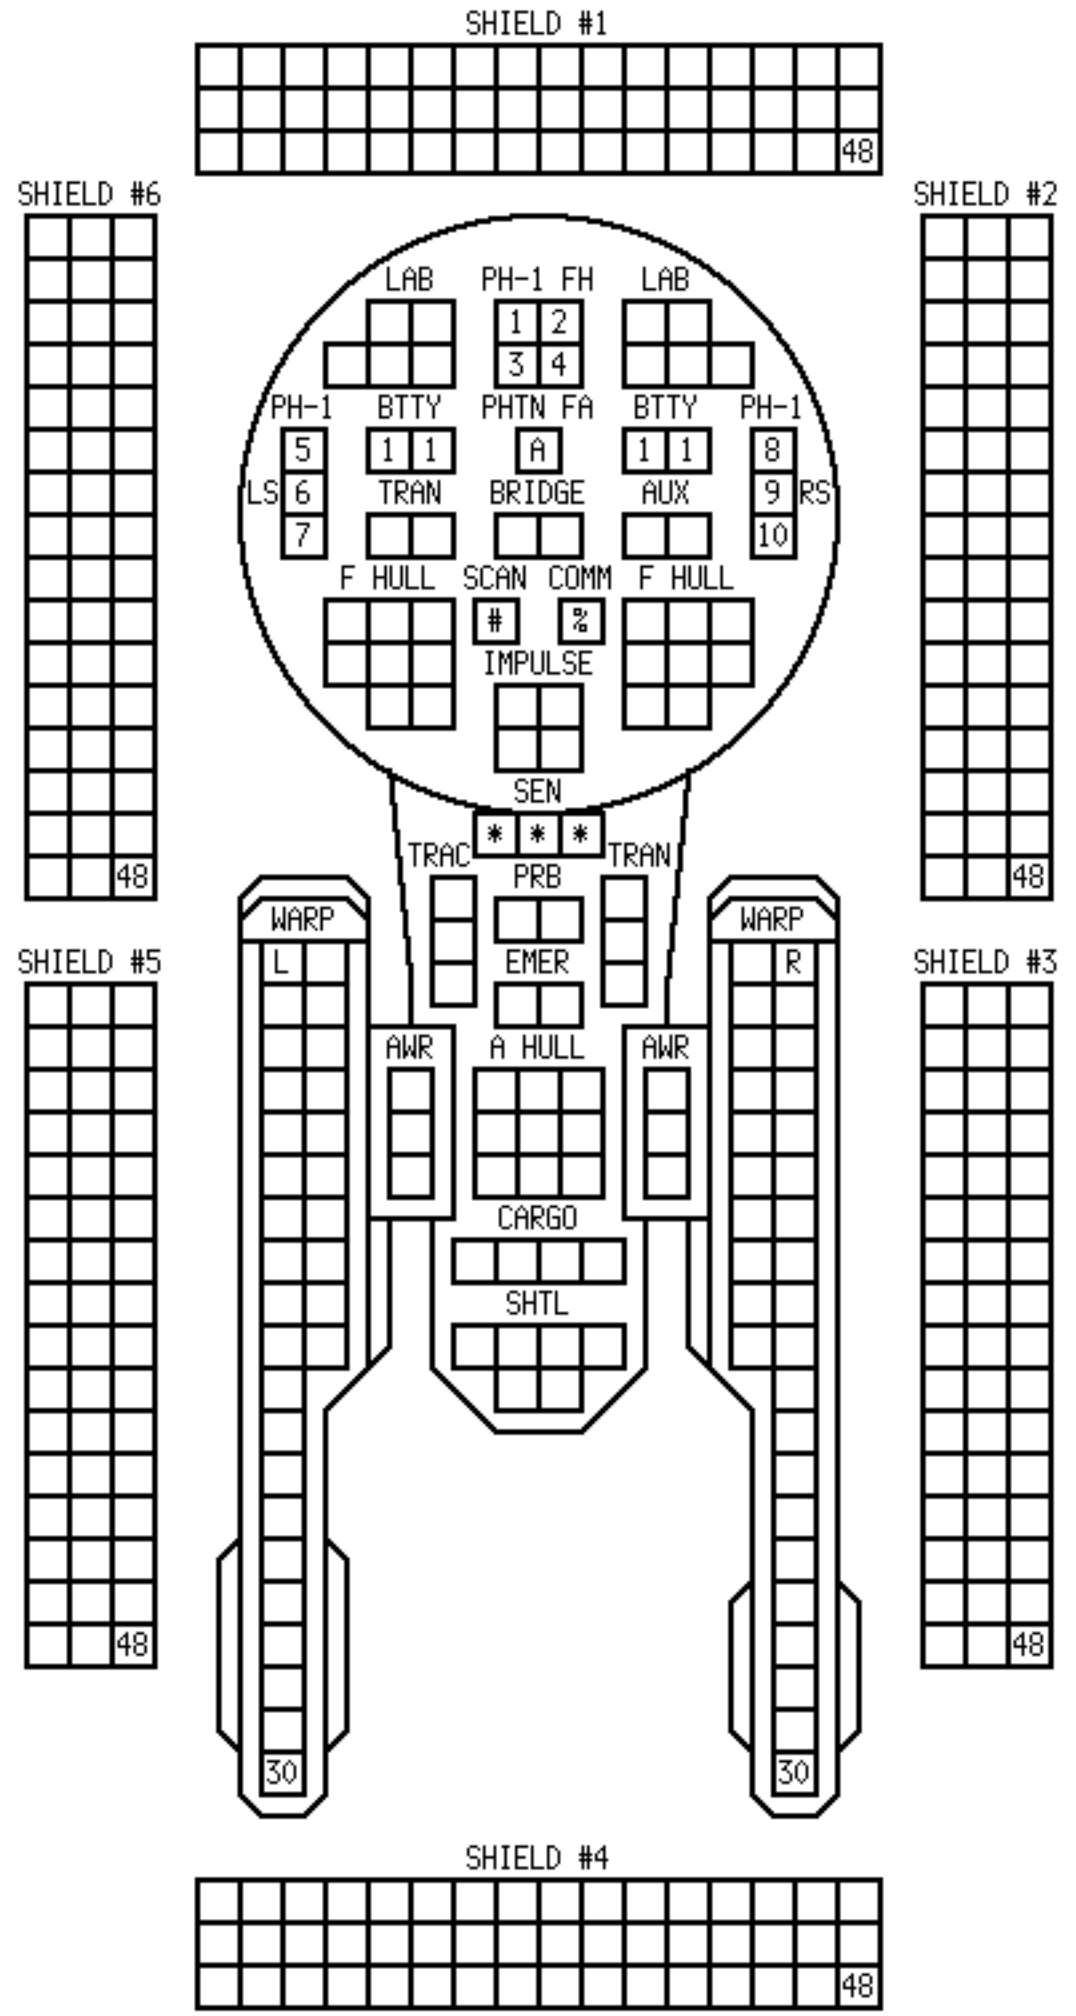 SHIELD #1
48
SHIELD #6
SHIELD #2
LAB PH-1 FH LAB
1 2
3 4
PH-1 BTTY PHTN FA BTTY PH-1
5 1 1 A 1 1 8
LS 6 TRAN BRIDGE AUX 9 RS
7 10
F HULL SCAN COMM F HULL
# %
IMPULSE
SEN
* * *
TRAC TRAN
48 PRB 48
WARP WARP
SHIELD #5 L EMER R SHIELD #3
AWR A HULL AWR
CARGO
SHTL
48 48
30 30
SHIELD #4
48